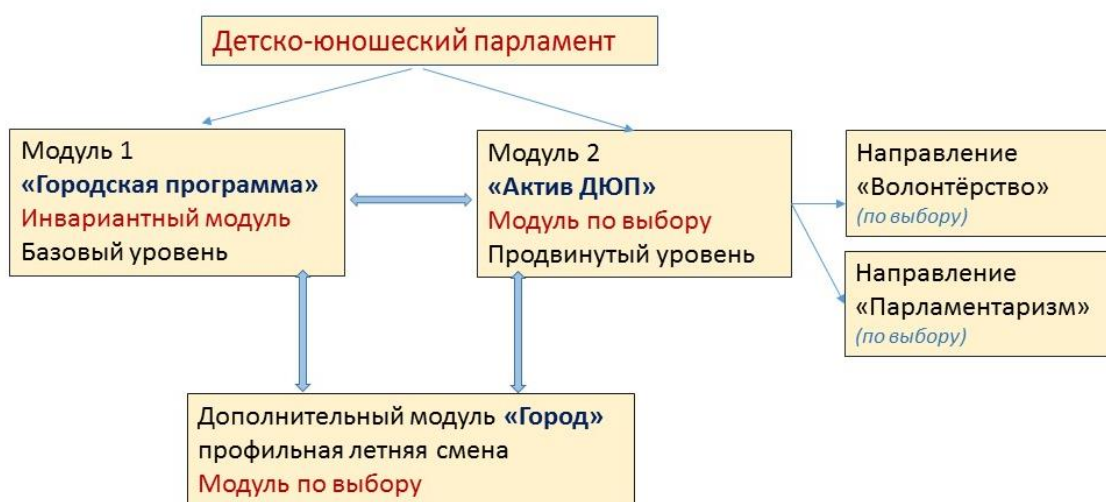 Детско-юношеский парламент
Модуль 1
«Городская программа»
Инвариантный модуль
Базовый уровень
Модуль 2
«Актив ДЮП»
Модуль по выбору
Продвинутый уровень
Направление
«Волонтёрство»
(по выбору)
Направление
«Парламентаризм»
(по выбору)
Дополнительный модуль «Город»
профильная летняя смена
Модуль по выбору